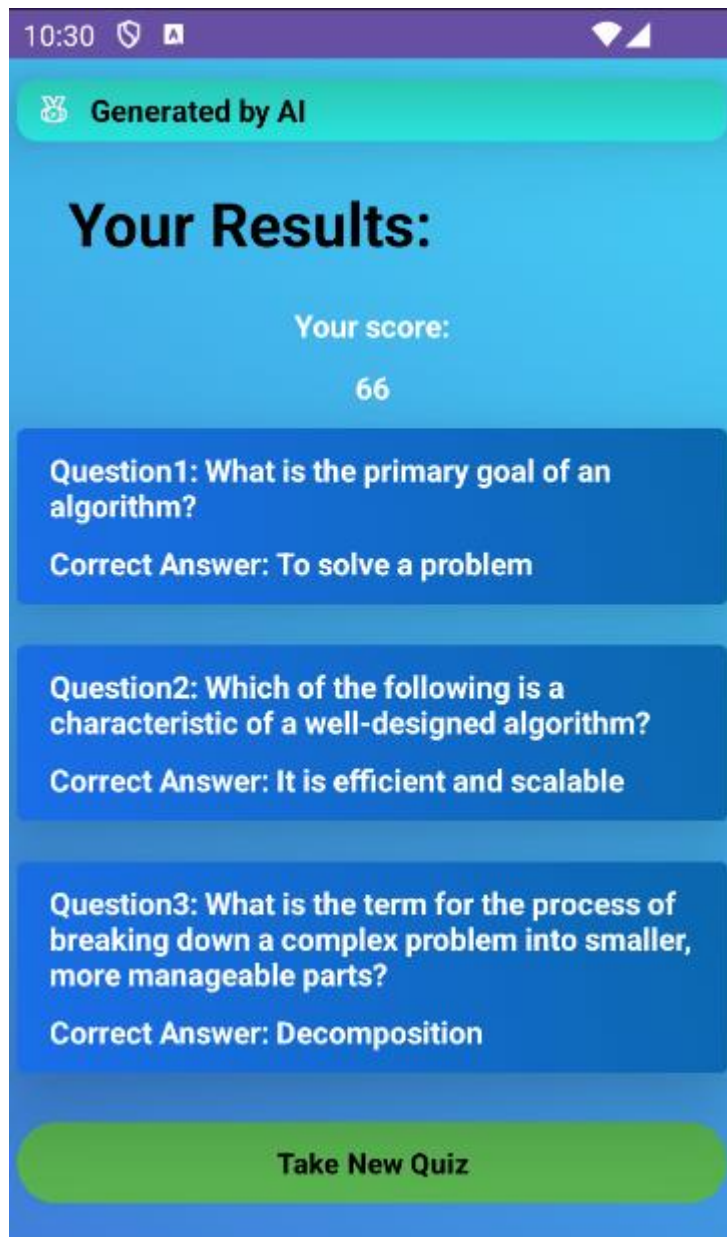 10:30
Generated by AI
Your Results:
Your score:
66
Question1: What is the primary goal of an
algorithm?
Correct Answer: To solve a problem
Question2: Which of the following is a
characteristic of a well-designed algorithm?
Correct Answer: It is efficient and scalable
Question3: What is the term for the process of
breaking down a complex problem into smaller,
more manageable parts?
Correct Answer: Decomposition
Take New Quiz